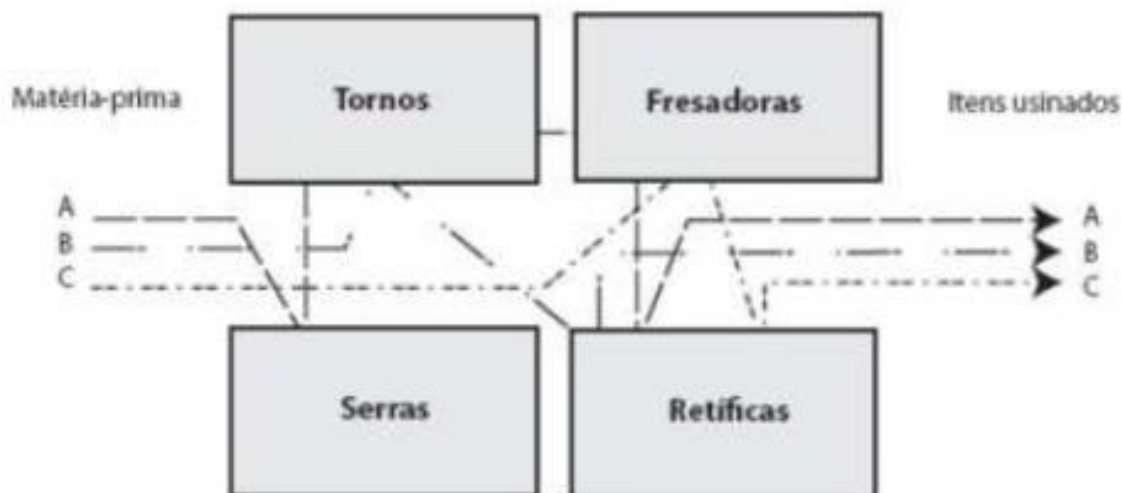 Matéria-prima
Tornos
Fresadoras
Itens usinados
A
B
C
A
B
C
Serras
Retíficas